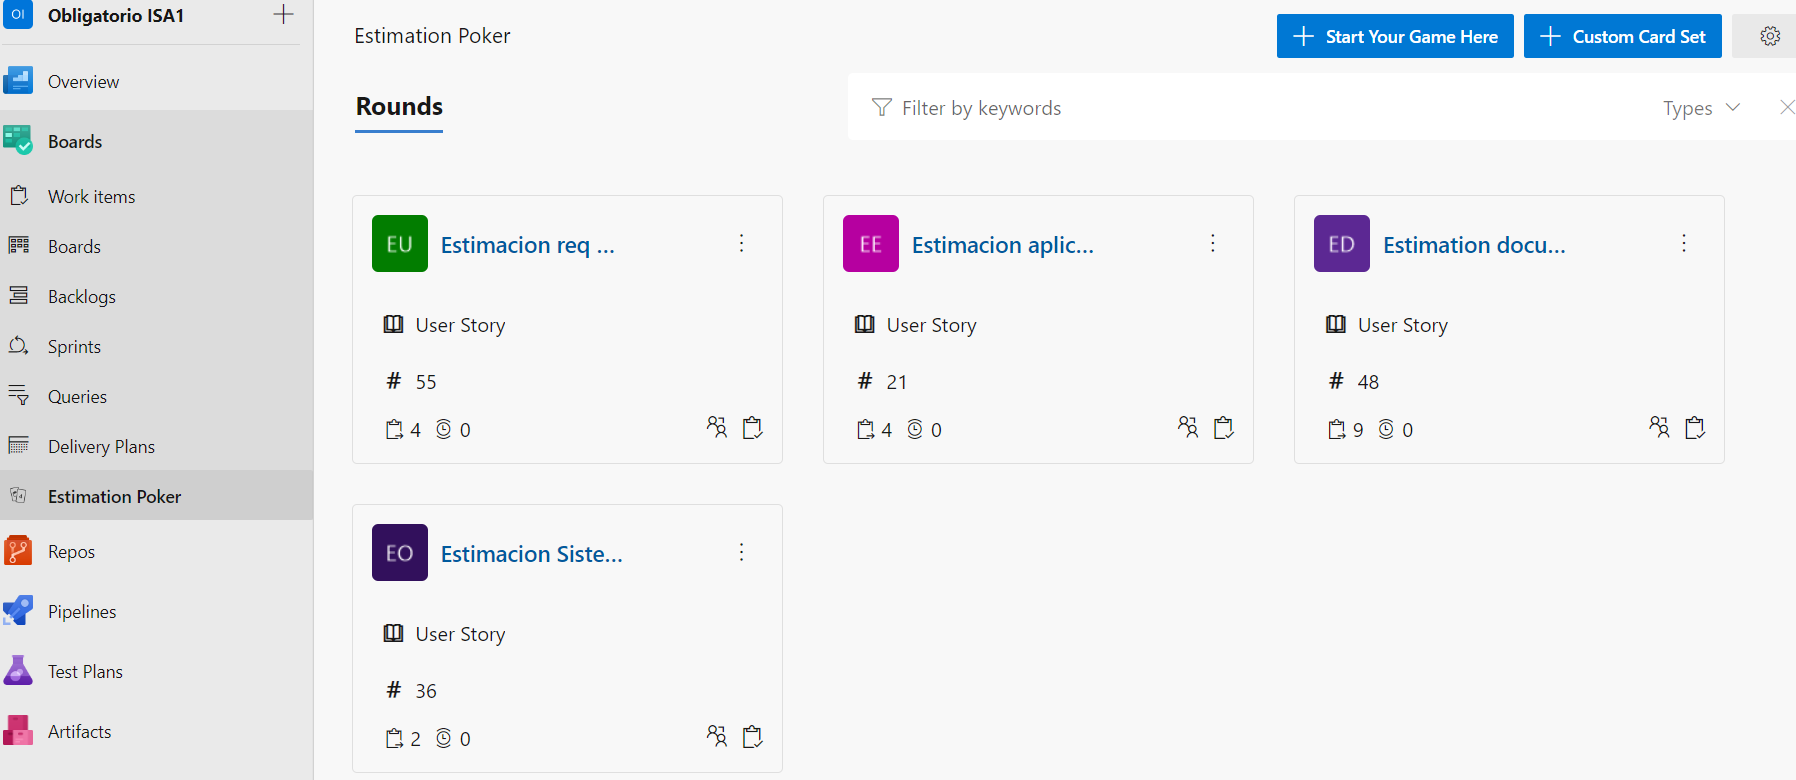 OI Obligatorio ISA1
Overview
Boards
Work items
Boards
Backlogs
Sprints
Queries
Delivery Plans
Estimation Poker
Repos
Pipelines
Test Plans
Artifacts
Estimation Poker
Start Your Game Here
Custom Card Set
Rounds
Filter by keywords
Types
EU Estimacion req ...
User Story
# 55
4 0
EE Estimacion aplic...
User Story
# 21
4 0
ED Estimation docu...
User Story
# 48
9 0
EO Estimacion Siste...
User Story
# 36
2 0